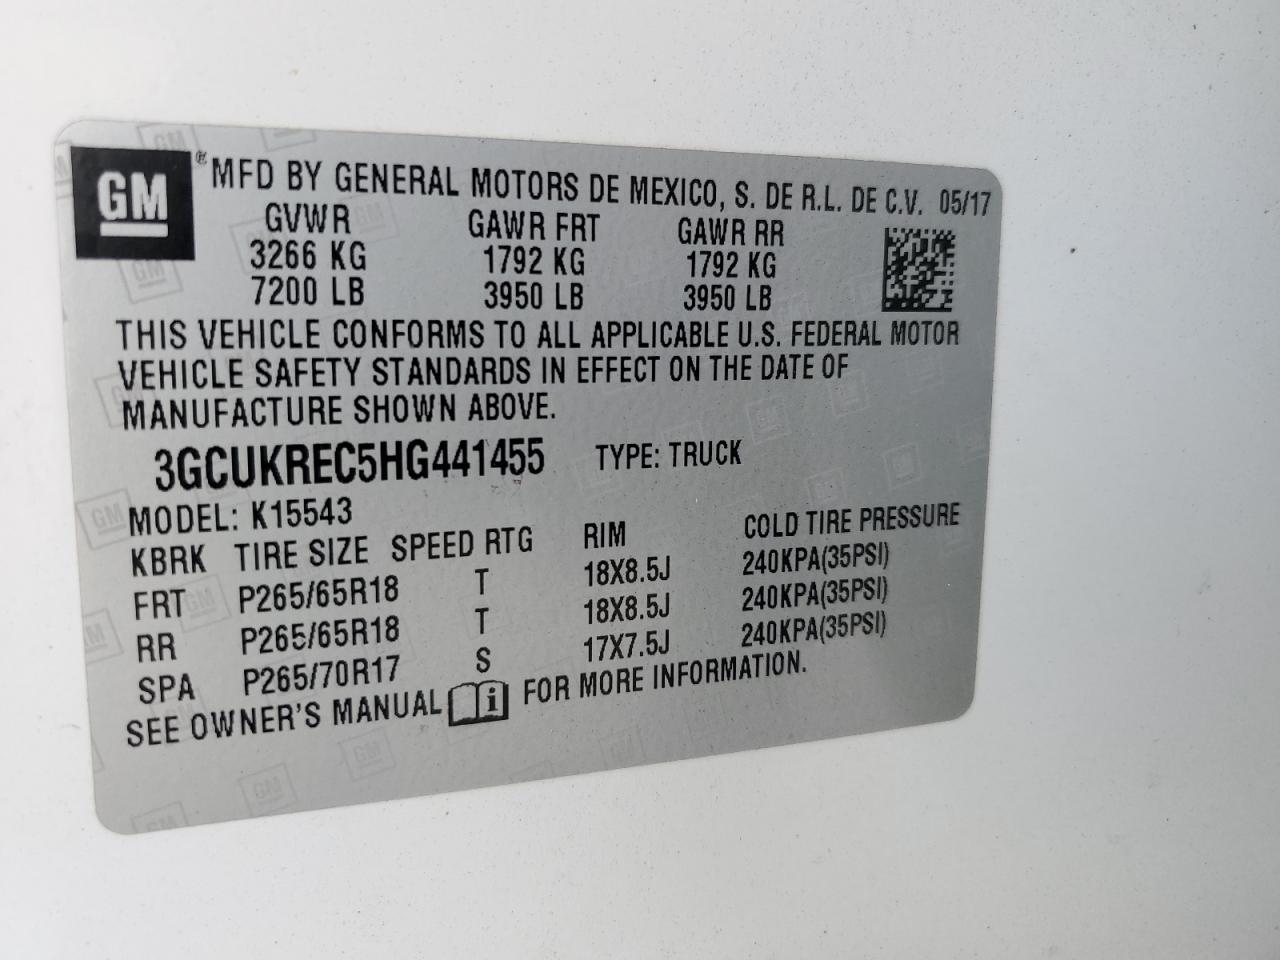 GM
® MFD BY GENERAL MOTORS DE MEXICO, S. DE R.L. DE C.V. 05/17
GVWR GAWR FRT GAWR RR
3266 KG 1792 KG 1792 KG
7200 LB 3950 LB 3950 LB
THIS VEHICLE CONFORMS TO ALL APPLICABLE U.S. FEDERAL MOTOR
VEHICLE SAFETY STANDARDS IN EFFECT ON THE DATE OF
MANUFACTURE SHOWN ABOVE.
3GCUKREC5HG441455 TYPE: TRUCK
MODEL: K15543
KBRK TIRE SIZE SPEED RTG RIM COLD TIRE PRESSURE
FRT P265/65R18 T 18X8.5J 240KPA(35PSI)
RR P265/65R18 T 18X8.5J 240KPA(35PSI)
SPA P265/70R17 S 17X7.5J 240KPA(35PSI)
SEE OWNER'S MANUAL i FOR MORE INFORMATION.